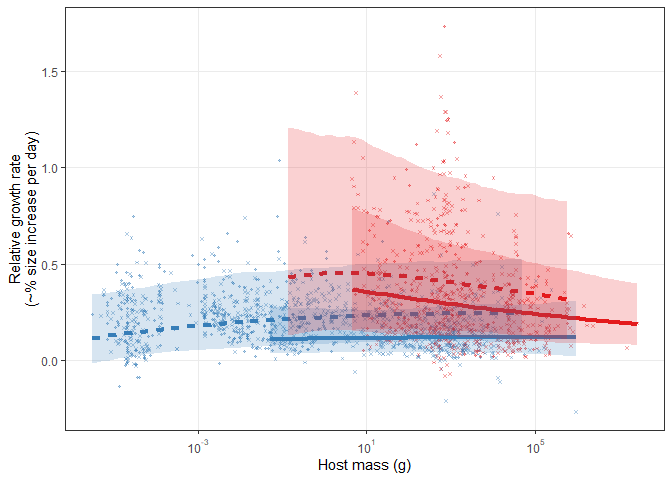 Relative growth rate
(~% size increase per day)
1.5
1.0
0.5
0.0
10-3
101
105
Host mass (g)